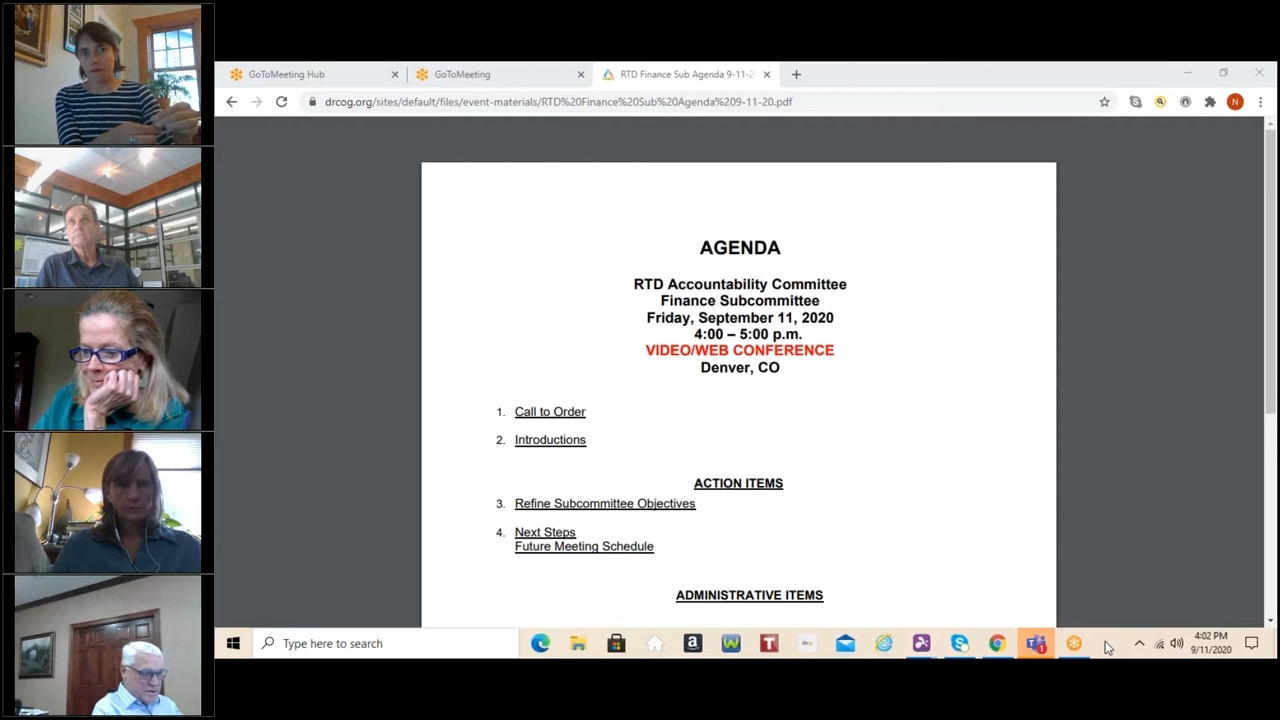 GoToMeeting Hub
GoToMeeting
RTD Finance Sub Agenda 9-11-2
drcog.org/sites/default/files/event-materials/RTD%20Finance%20Sub%20Agenda%209-11-20.pdf
N
AGENDA
RTD Accountability Committee
Finance Subcommittee
Friday, September 11, 2020
4:00 – 5:00 p.m.
VIDEO/WEB CONFERENCE
Denver, CO
1. Call to Order
2. Introductions
ACTION ITEMS
3. Refine Subcommittee Objectives
4. Next Steps
Future Meeting Schedule
ADMINISTRATIVE ITEMS
Type here to search
4:02 PM
9/11/2020